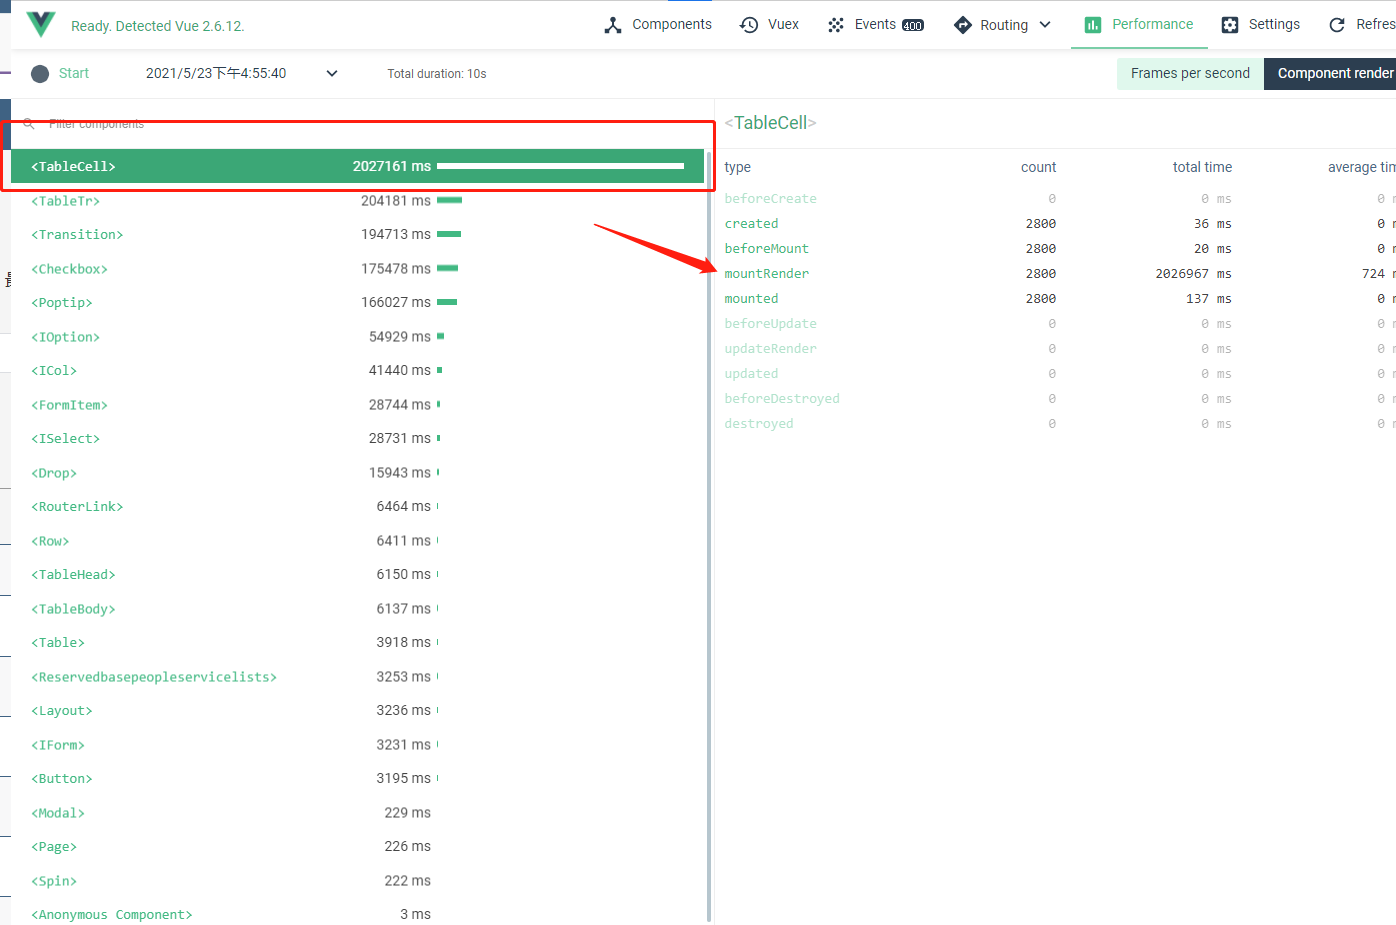 Ready. Detected Vue 2.6.12.
Components
Vuex
Events 400
Routing
Performance
Settings
Refres
Start
2021/5/23下午4:55:40
Total duration: 10s
Frames per second
Component render
Filter components
<TableCell> 2027161 ms
<TableTr> 204181 ms
<Transition> 194713 ms
<Checkbox> 175478 ms
<Poptip> 166027 ms
<IOption> 54929 ms
<ICol> 41440 ms
<FormItem> 28744 ms
<ISelect> 28731 ms
<Drop> 15943 ms
<RouterLink> 6464 ms
<Row> 6411 ms
<TableHead> 6150 ms
<TableBody> 6137 ms
<Table> 3918 ms
<Reservedbasepeopleservicelists> 3253 ms
<Layout> 3236 ms
<IForm> 3231 ms
<Button> 3195 ms
<Modal> 229 ms
<Page> 226 ms
<Spin> 222 ms
<Anonymous Component> 3 ms
<TableCell>
type count total time average tim
beforeCreate 0 0 ms 0
created 2800 36 ms 0
beforeMount 2800 20 ms 0
mountRender 2800 2026967 ms 724
mounted 2800 137 ms 0
beforeUpdate 0 0 ms 0
updateRender 0 0 ms 0
updated 0 0 ms 0
beforeDestroyed 0 0 ms 0
destroyed 0 0 ms 0